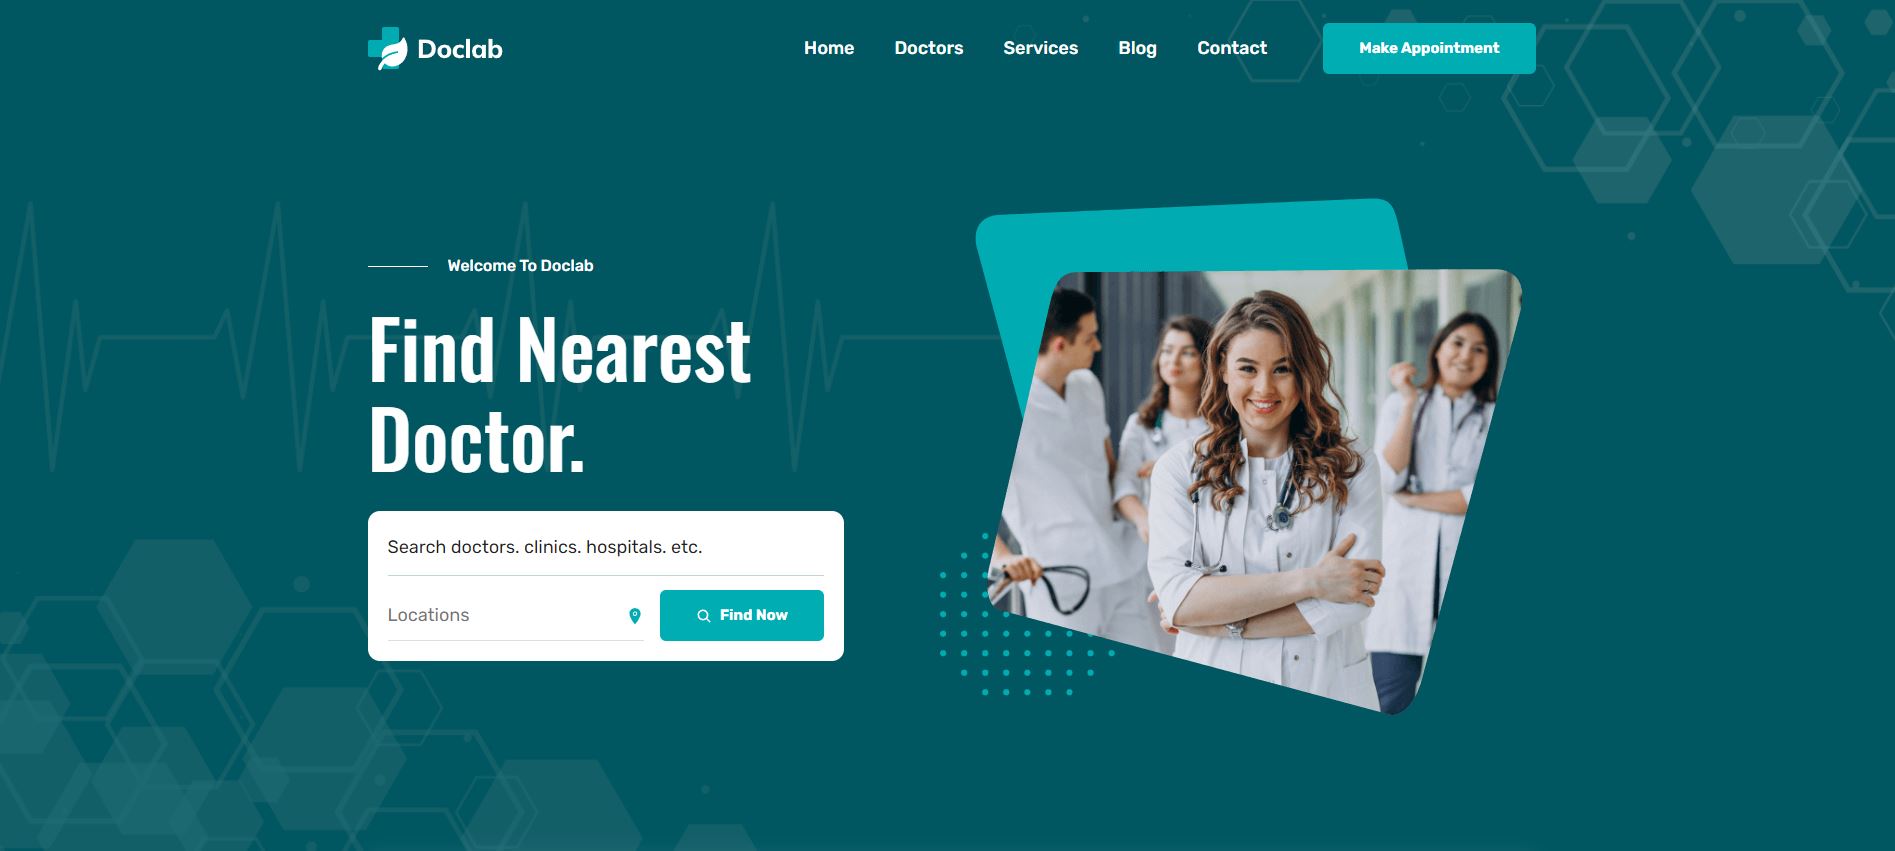 Doclab
Home Doctors Services Blog Contact Make Appointment
Welcome To Doclab
Find Nearest
Doctor.
Search doctors. clinics. hospitals. etc.
Locations
Find Now